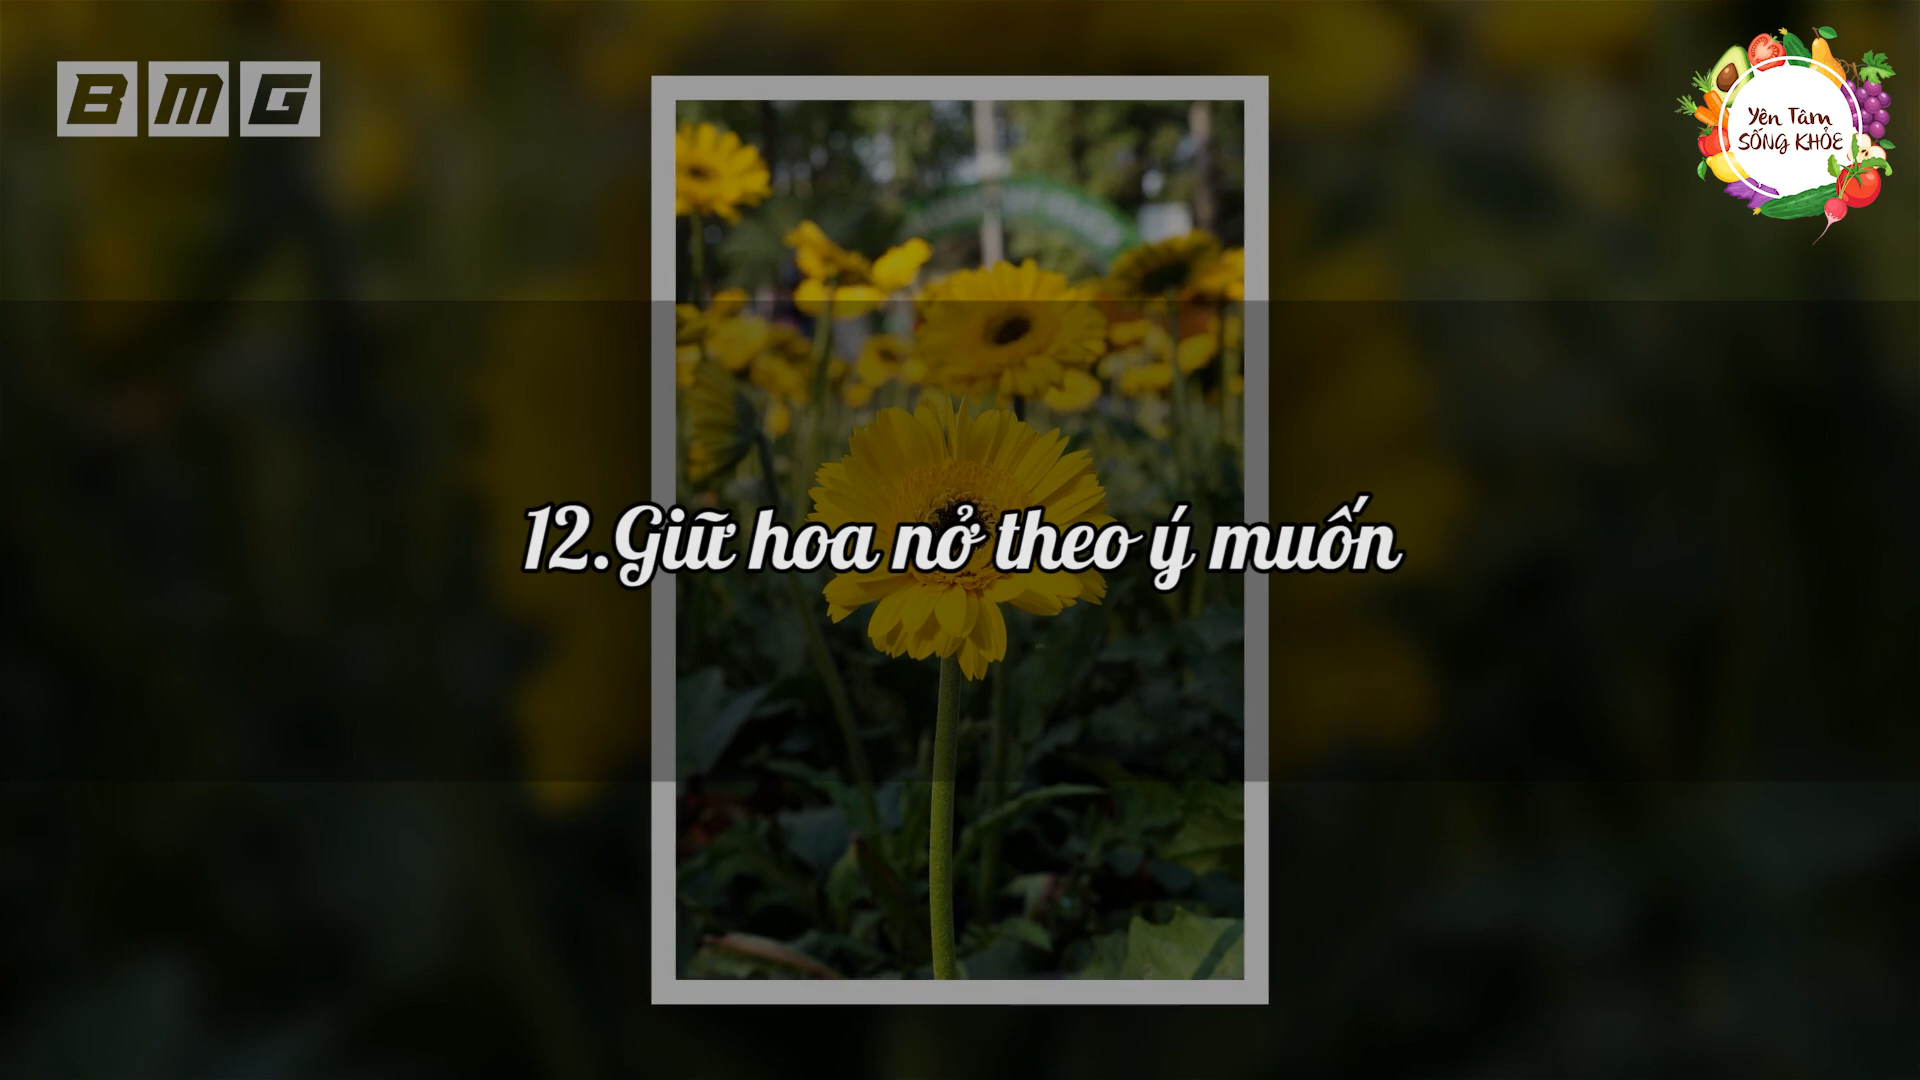 BMG
Yên Tâm
SỐNG KHỎE
12.Giữ hoa nở theo ý muốn